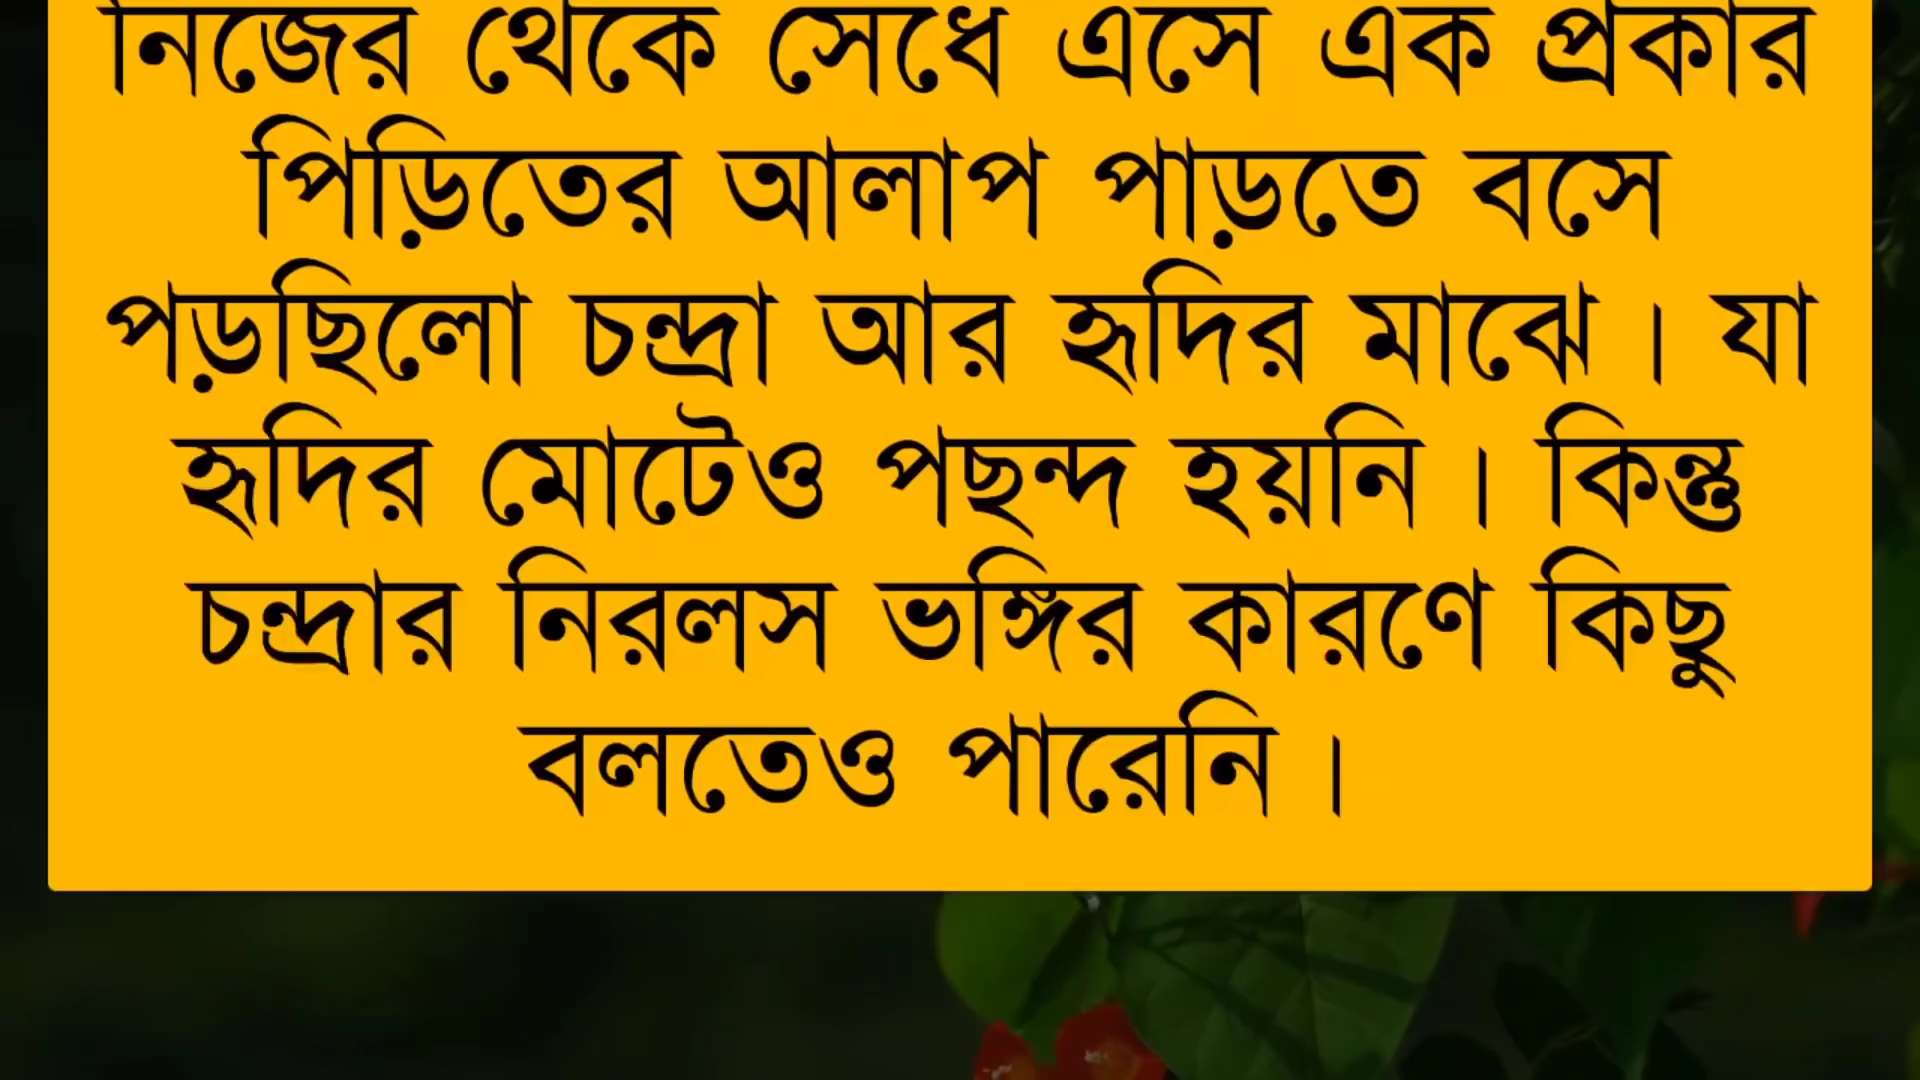 নিজের থেকে সেধে এসে এক প্রকার
পিড়িতের আলাপ পাড়তে বসে
পড়ছিলো চন্দ্রা আর হৃদির মাঝে । যা
হৃদির মোটেও পছন্দ হয়নি । কিন্তু
চন্দ্রার নিরলস ভঙ্গির কারণে কিছু
বলতেও পারেনি ।